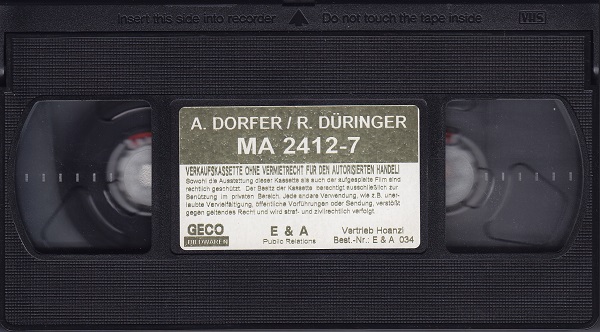 Insert this side into recorder Do not touch the tape inside VHS
A. DORFER / R. DÜRINGER
MA 2412-7
VERKAUFSKASSETTE OHNE VERMIETRECHT FÜR DEN AUTORISIERTEN HANDEL!
Sowohl die Ausstattung dieser Kassette als auch der aufgespielte Film sind
rechtlich geschützt. Der Besitz der Kassette berechtigt ausschließlich zur
Benützung im privaten Bereich. Jede andere Verwendung, wie z.B. uner-
laubte Vervielfältigung, öffentliche Vorführungen oder Sendung, verstößt
gegen geltendes Recht und wird straf- und zivilrechtlich verfolgt.
GECO E & A Vertrieb Hoanzl
BILDWAREN Public Relations Best.-Nr.: E & A 034